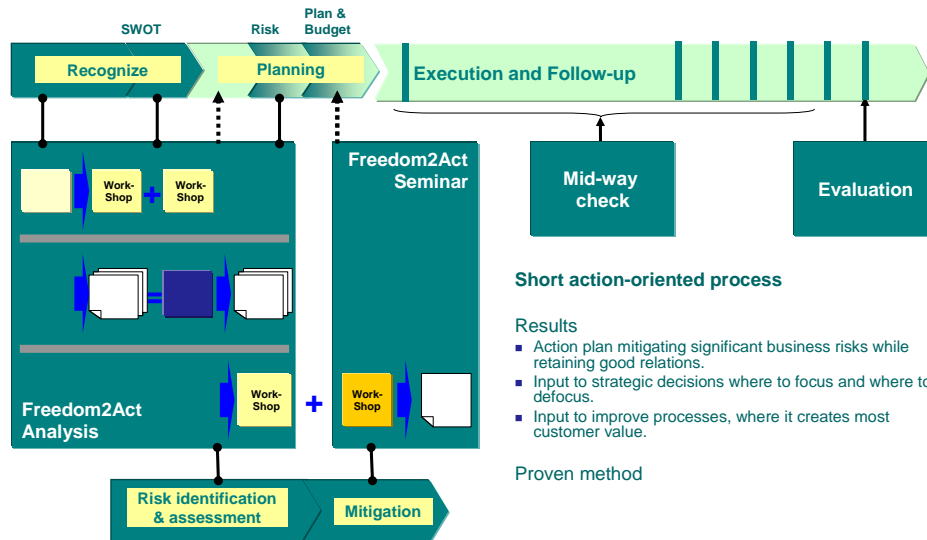 SWOT
Risk
Plan &
Budget
Recognize
Planning
Execution and Follow-up
Work-
Shop
+
Work-
Shop
Freedom2Act
Seminar
Mid-way
check
Evaluation
=
Short action-oriented process
Results
■ Action plan mitigating significant business risks while
retaining good relations.
■ Input to strategic decisions where to focus and where to
defocus.
■ Input to improve processes, where it creates most
customer value.
Proven method
Freedom2Act
Analysis
Work-
Shop
+
Work-
Shop
Risk identification
& assessment
Mitigation